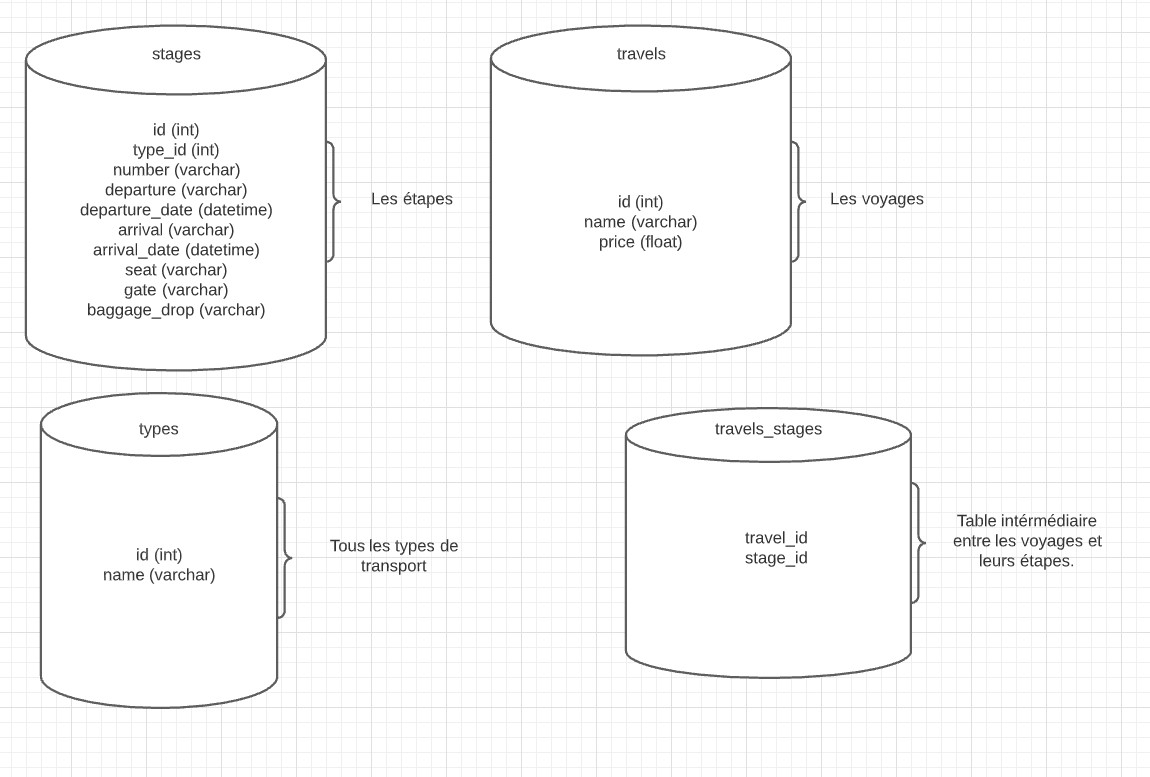 stages
id (int)
type_id (int)
number (varchar)
departure (varchar)
departure_date (datetime)
arrival (varchar)
arrival_date (datetime)
seat (varchar)
gate (varchar)
baggage_drop (varchar)
Les étapes
travels
id (int)
name (varchar)
price (float)
Les voyages
types
id (int)
name (varchar)
Tous les types de
transport
travels_stages
travel_id
stage_id
Table intérmédiaire
entre les voyages et
leurs étapes.